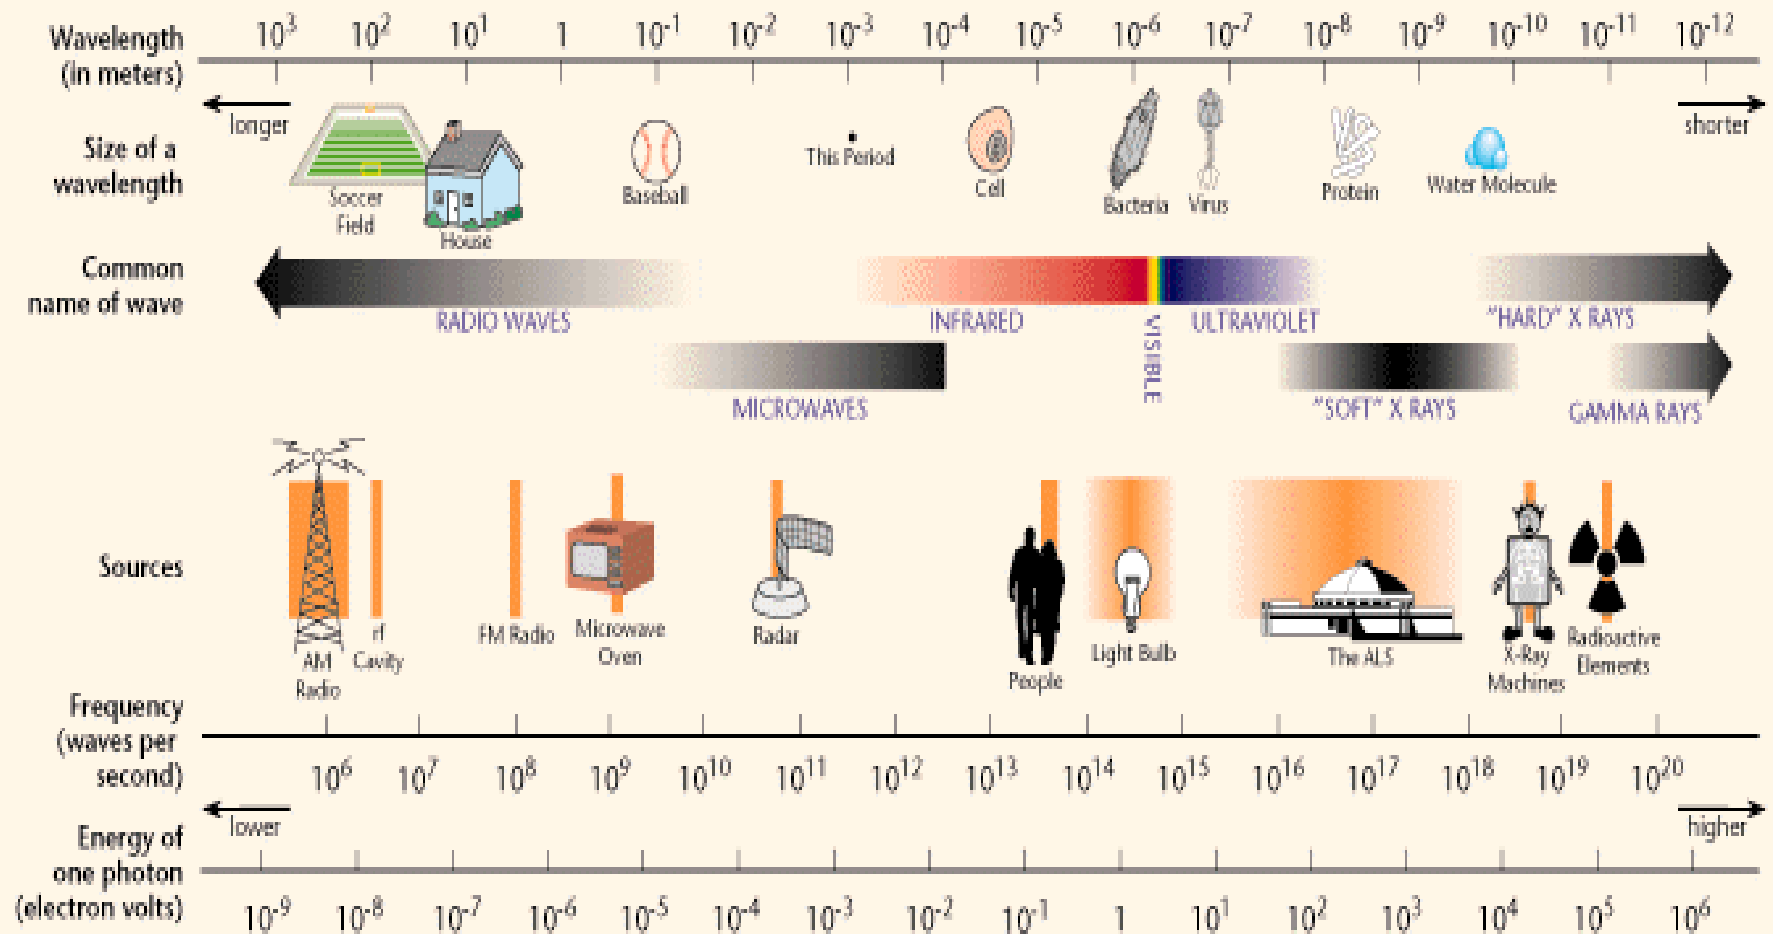 Wavelength
(in meters)
10³ 10² 10¹ 1 10⁻¹ 10⁻² 10⁻³ 10⁻⁴ 10⁻⁵ 10⁻⁶ 10⁻⁷ 10⁻⁸ 10⁻⁹ 10⁻¹⁰ 10⁻¹¹ 10⁻¹²
longer
shorter
Size of a
wavelength
Soccer
Field
House
Baseball
This Period
Cell
Bacteria
Virus
Protein
Water Molecule
Common
name of wave
RADIO WAVES
INFRARED
VISIBLE
ULTRAVIOLET
"HARD" X RAYS
MICROWAVES
"SOFT" X RAYS
GAMMA RAYS
Sources
AM
Radio
rf
Cavity
FM Radio
Microwave
Oven
Radar
People
Light Bulb
The ALS
X-Ray
Machines
Radioactive
Elements
Frequency
(waves per
second)
10⁶ 10⁷ 10⁸ 10⁹ 10¹⁰ 10¹¹ 10¹² 10¹³ 10¹⁴ 10¹⁵ 10¹⁶ 10¹⁷ 10¹⁸ 10¹⁹ 10²⁰
lower
higher
Energy of
one photon
(electron volts)
10⁻⁹ 10⁻⁸ 10⁻⁷ 10⁻⁶ 10⁻⁵ 10⁻⁴ 10⁻³ 10⁻² 10⁻¹ 1 10¹ 10² 10³ 10⁴ 10⁵ 10⁶